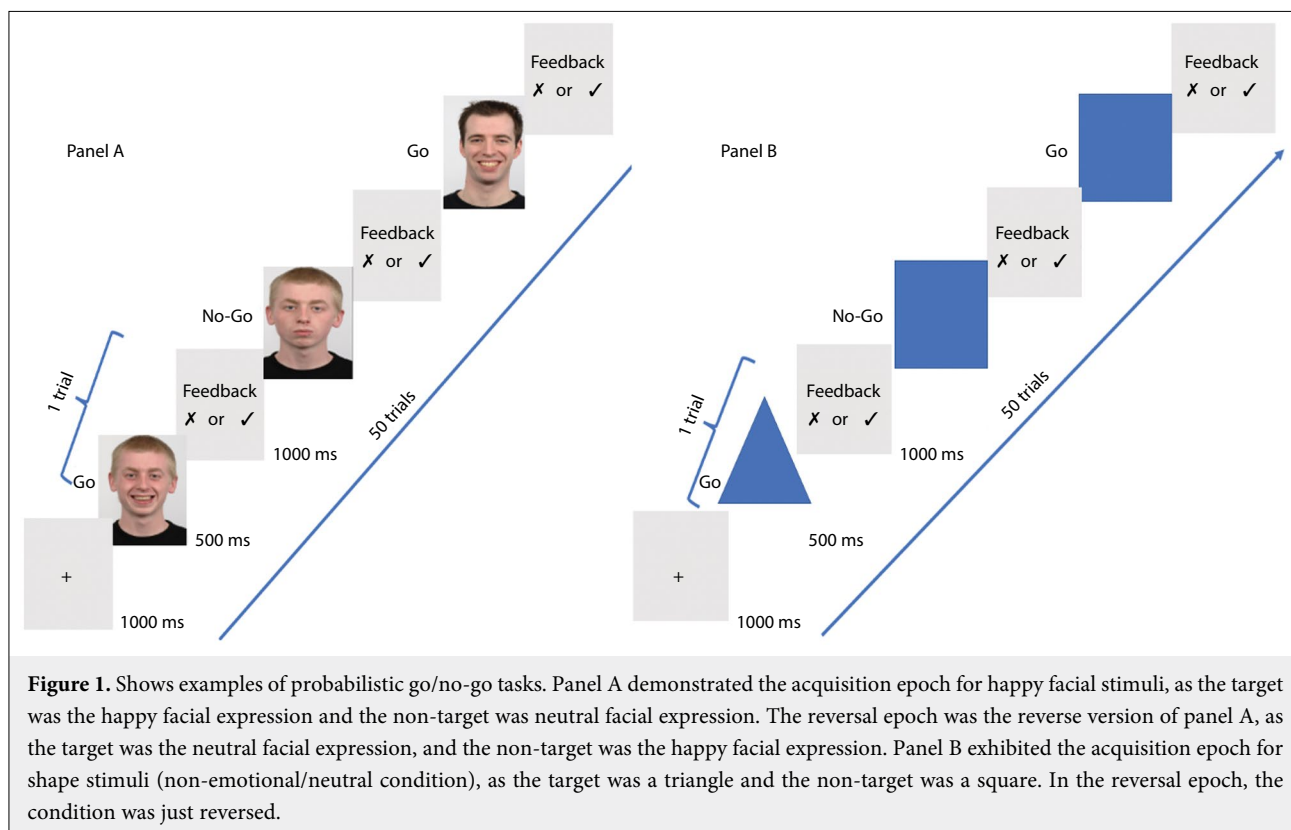 Panel A
Feedback
✗ or ✓
Go
Feedback
✗ or ✓
No-Go
Feedback
✗ or ✓
1 trial
50 trials
1000 ms
Go
500 ms
+
1000 ms
Panel B
Feedback
✗ or ✓
Go
Feedback
✗ or ✓
No-Go
Feedback
✗ or ✓
1 trial
50 trials
1000 ms
Go
500 ms
+
1000 ms
Figure 1. Shows examples of probabilistic go/no-go tasks. Panel A demonstrated the acquisition epoch for happy facial stimuli, as the target
was the happy facial expression and the non-target was neutral facial expression. The reversal epoch was the reverse version of panel A, as
the target was the neutral facial expression, and the non-target was the happy facial expression. Panel B exhibited the acquisition epoch for
shape stimuli (non-emotional/neutral condition), as the target was a triangle and the non-target was a square. In the reversal epoch, the
condition was just reversed.